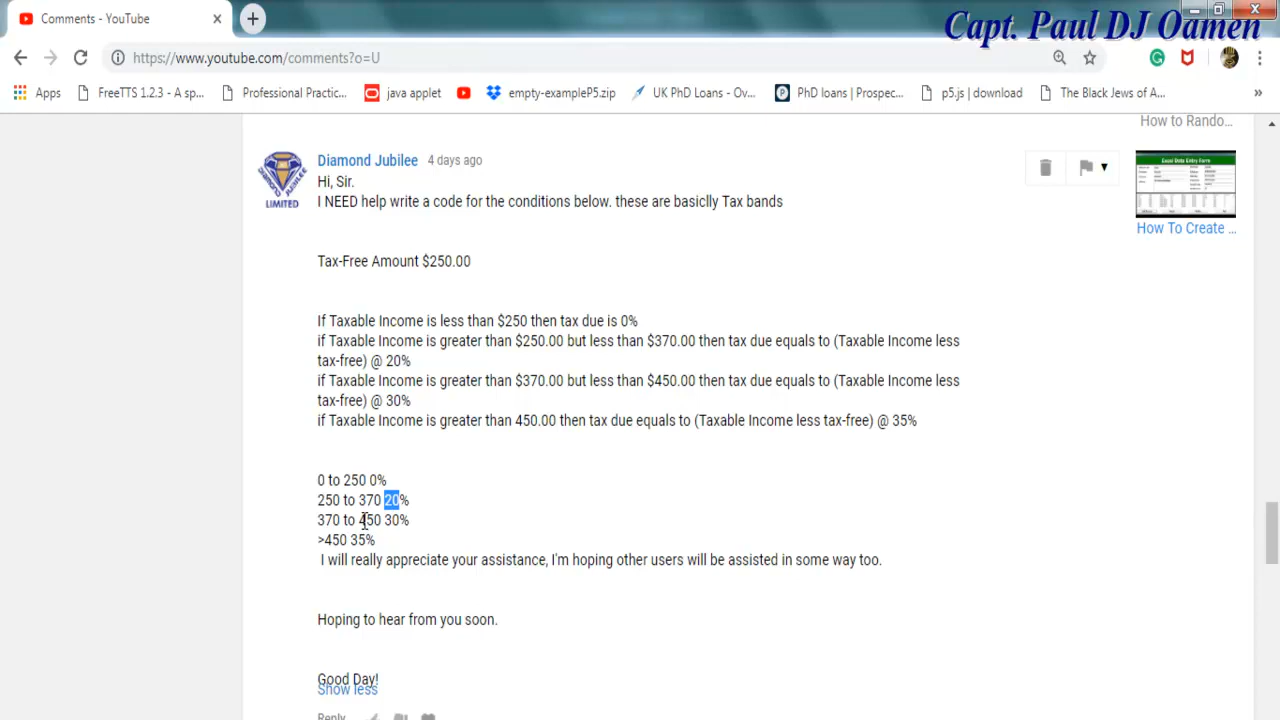 Comments - YouTube
Capt. Paul DJ Oamen
https://www.youtube.com/comments?o=U
Apps
FreeTTS 1.2.3 - A sp...
Professional Practic...
java applet
empty-exampleP5.zip
UK PhD Loans - Ov...
PhD loans | Prospec...
p5.js | download
The Black Jews of A...
»
How to Rando...
Diamond Jubilee 4 days ago
Hi, Sir.
I NEED help write a code for the conditions below. these are basiclly Tax bands
Tax-Free Amount $250.00
If Taxable Income is less than $250 then tax due is 0%
if Taxable Income is greater than $250.00 but less than $370.00 then tax due equals to (Taxable Income less
tax-free) @ 20%
if Taxable Income is greater than $370.00 but less than $450.00 then tax due equals to (Taxable Income less
tax-free) @ 30%
if Taxable Income is greater than 450.00 then tax due equals to (Taxable Income less tax-free) @ 35%
0 to 250 0%
250 to 370 20%
370 to 450 30%
>450 35%
I will really appreciate your assistance, I'm hoping other users will be assisted in some way too.
Hoping to hear from you soon.
Good Day!
Show less
Reply
LIMITED
Excel Data Entry Form
How To Create ...